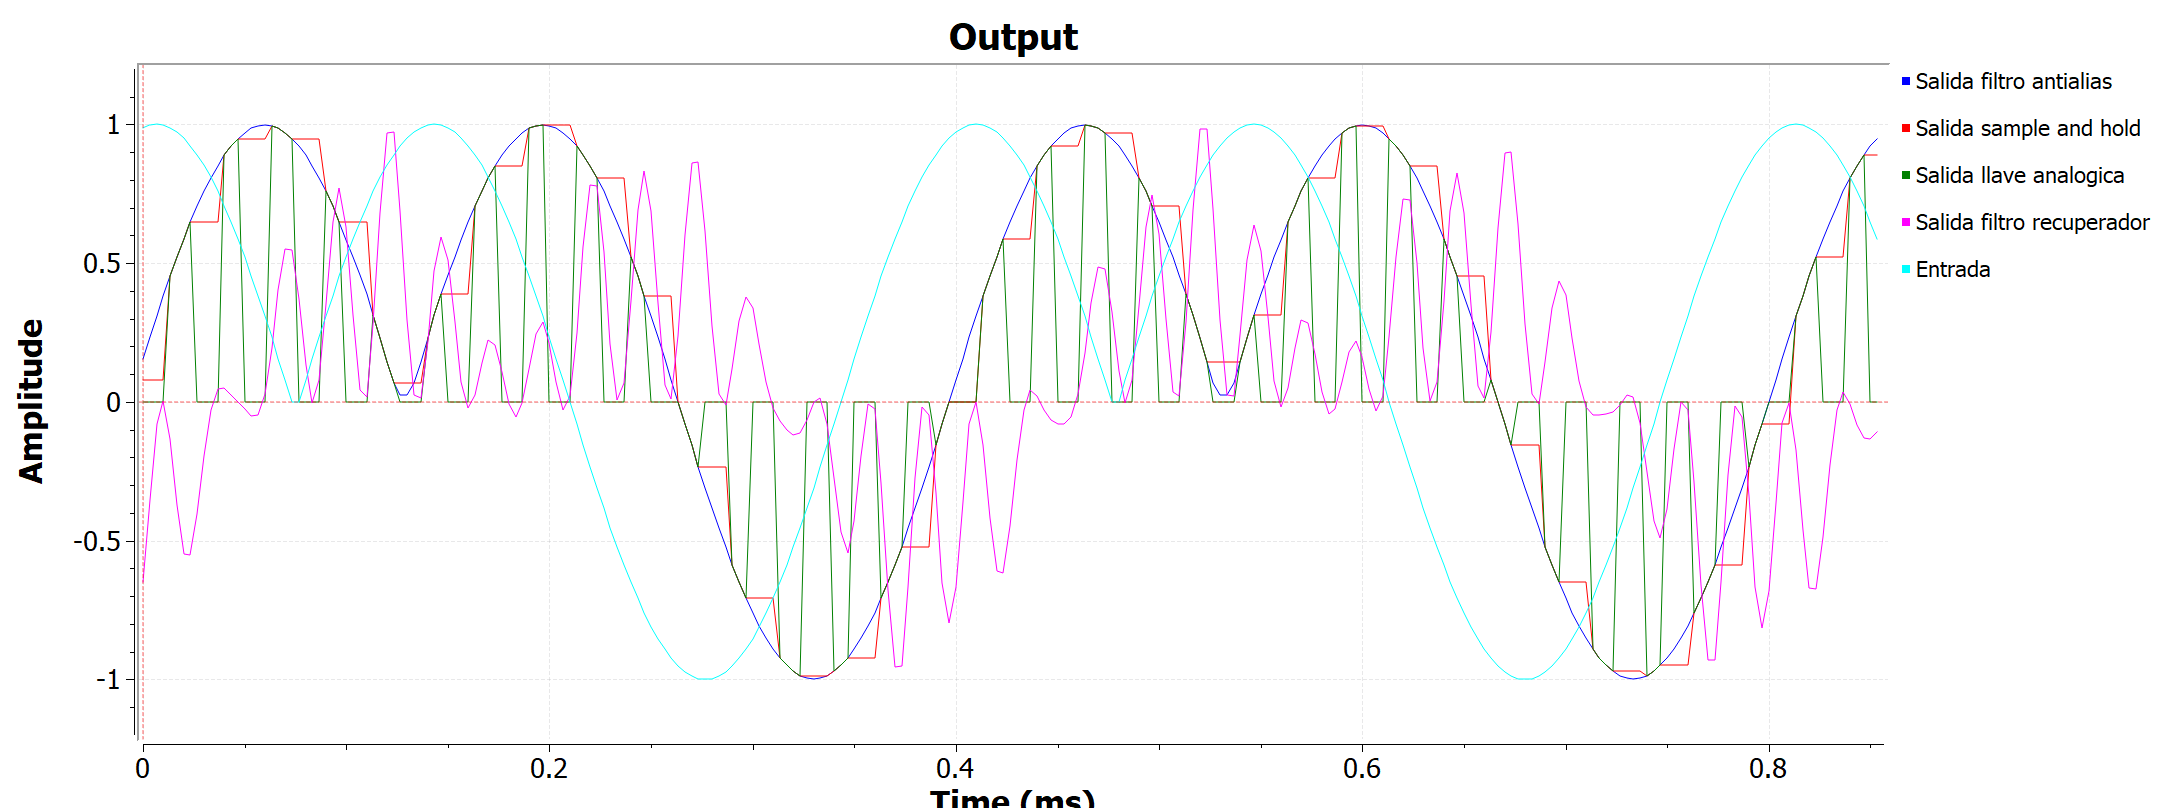 Output
Amplitude
1
0.5
0
-0.5
-1
0
0.2
0.4
0.6
0.8
Time (ms)
Salida filtro antialias
Salida sample and hold
Salida llave analogica
Salida filtro recuperador
Entrada